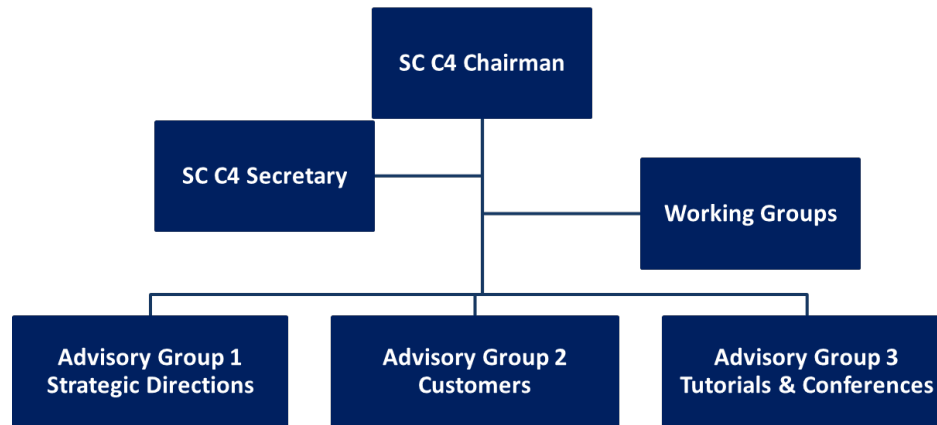 SC C4 Chairman
SC C4 Secretary
Working Groups
Advisory Group 1
Strategic Directions
Advisory Group 2
Customers
Advisory Group 3
Tutorials & Conferences